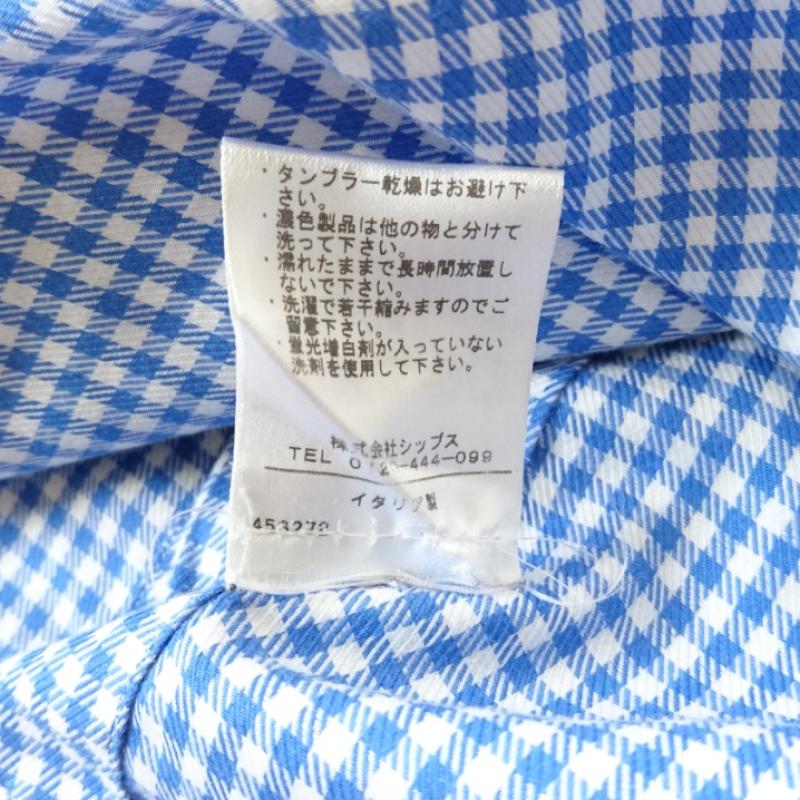 ・タンブラー乾燥はお避け下
さい。
・濃色製品は他の物と分けて
洗って下さい。
・濡れたままで長時間放置し
ないで下さい。
・洗濯で若干縮みますのでご
留意下さい。
・蛍光増白剤が入っていない
洗剤を使用して下さい。
株式会社シップス
TEL 0120-444-099
イタリア製
453272